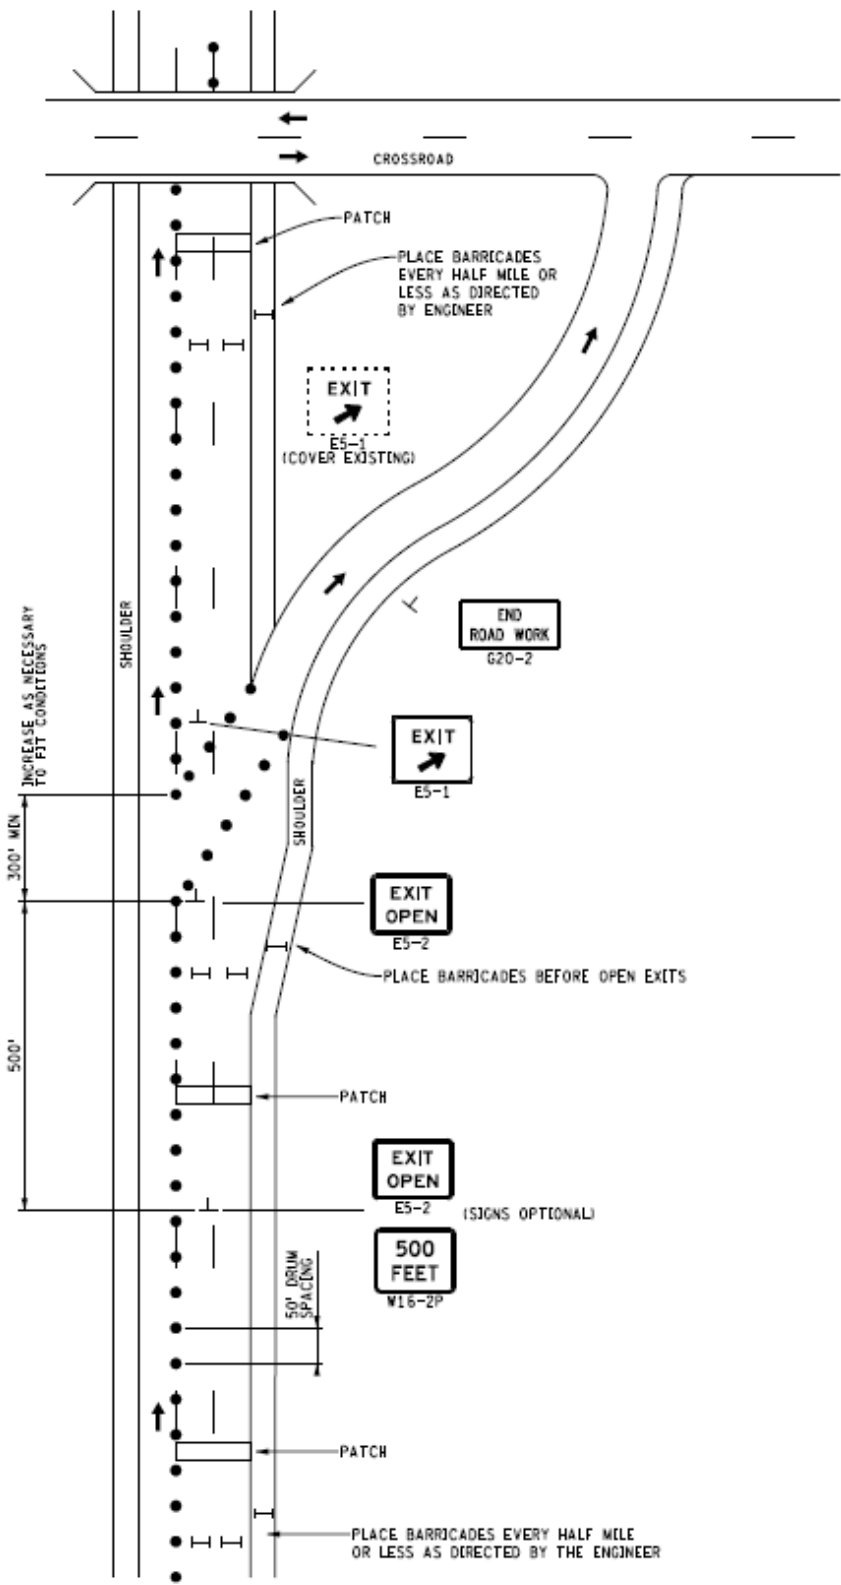 CROSSROAD
PATCH
PLACE BARRICADES
EVERY HALF MILE OR
LESS AS DIRECTED
BY ENGINEER
EXIT
E5-1
(COVER EXISTING)
SHOULDER
END
ROAD WORK
G20-2
INCREASE AS NECESSARY
TO FIT CONDITIONS
EXIT
E5-1
SHOULDER
300' MIN
EXIT
OPEN
E5-2
PLACE BARRICADES BEFORE OPEN EXITS
500'
PATCH
EXIT
OPEN
E5-2
(SIGNS OPTIONAL)
500
FEET
W16-2P
50' DRUM
SPACING
PATCH
PLACE BARRICADES EVERY HALF MILE
OR LESS AS DIRECTED BY THE ENGINEER